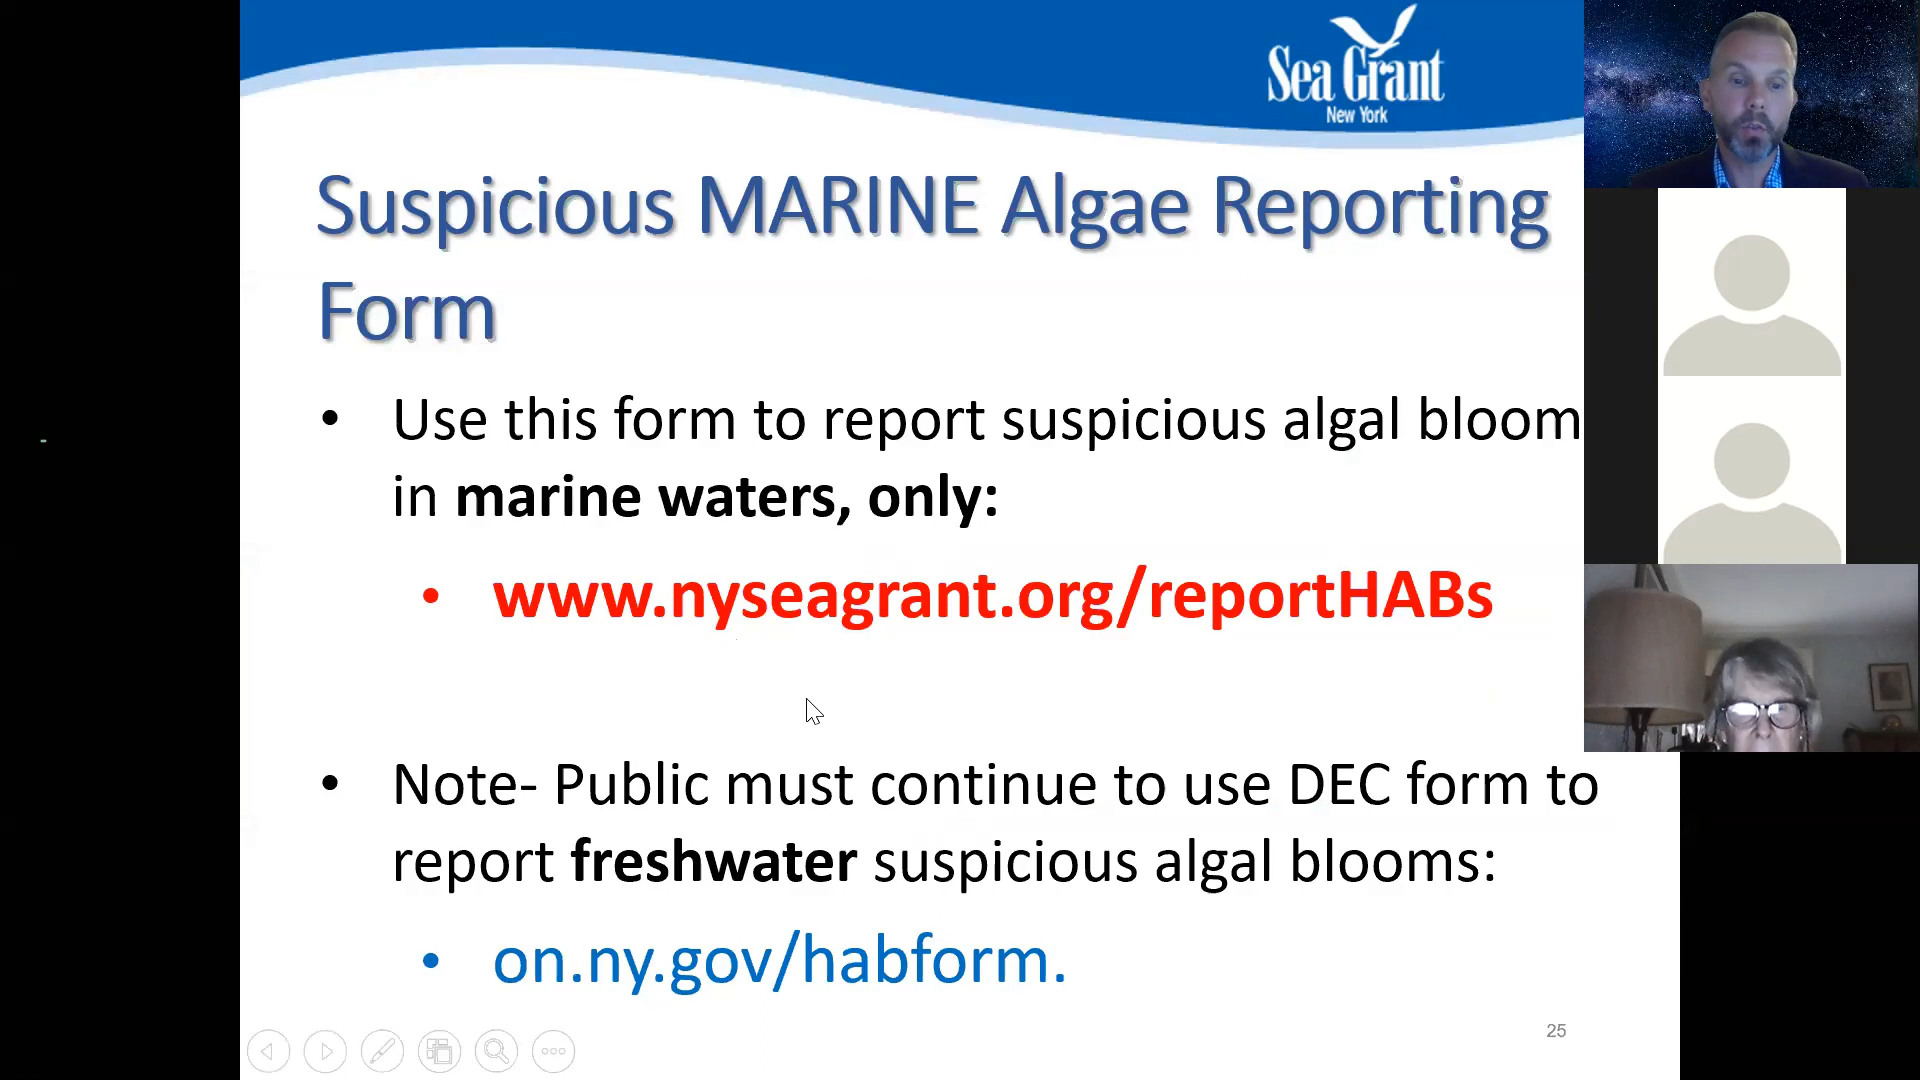 Sea Grant
New York
Suspicious MARINE Algae Reporting
Form
• Use this form to report suspicious algal bloom
in marine waters, only:
• www.nyseagrant.org/reportHABs
• Note- Public must continue to use DEC form to
report freshwater suspicious algal blooms:
• on.ny.gov/habform.
25